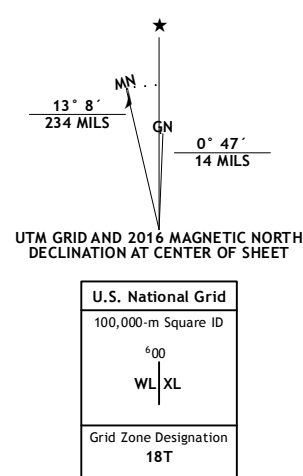 MN
13° 8´
234 MILS
GN
0° 47´
14 MILS
UTM GRID AND 2016 MAGNETIC NORTH
DECLINATION AT CENTER OF SHEET
U.S. National Grid
100,000-m Square ID
⁶00
WL XL
Grid Zone Designation
18T